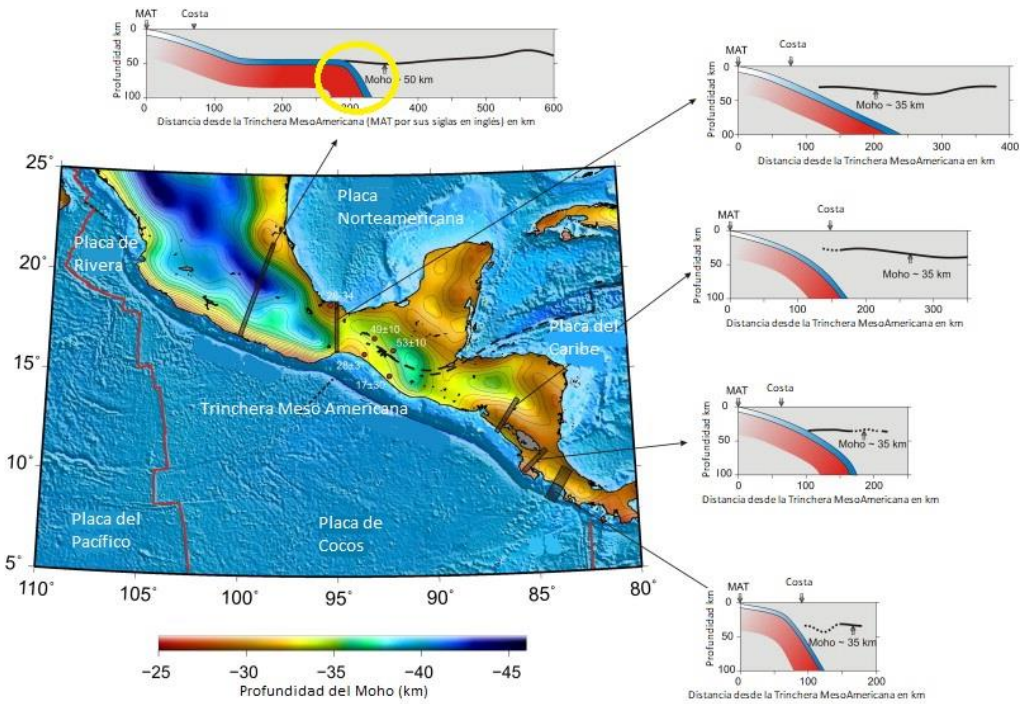 MAT
Costa
Profundidad km
0
50
100
Moho ~ 50 km
0
100
200
300
400
500
600
Distancia desde la Trinchera MesoAmericana (MAT por sus siglas en inglés) en km
MAT
Costa
Profundidad km
0
50
00
Moho ~ 35 km
0
100
200
300
400
Distancia desde la Trinchera MesoAmericana en km
MAT
Costa
Profundidad km
0
50
100
Moho ~ 35 km
0
100
200
300
Distancia desde la Trinchera MesoAmericana en km
MAT
Costa
Profundidad km
0
50
100
Moho ~ 35 km
0
100
200
Distancia desde la Trinchera MesoAmericana en km
MAT
Costa
Profundidad km
0
50
100
Moho ~ 35 km
0
100
200
Distancia desde la Trinchera MesoAmericana en km
25˚
20˚
15˚
10˚
5˚
110˚
105˚
100˚
95˚
90˚
85˚
80˚
Placa
Norteamericana
Placa de
Rivera
Placa del
Caribe
49±10
53±10
28±3
Trinchera Meso Americana
Placa del
Pacífico
Placa de
Cocos
−25
−30
−35
−40
−45
Profundidad del Moho (km)